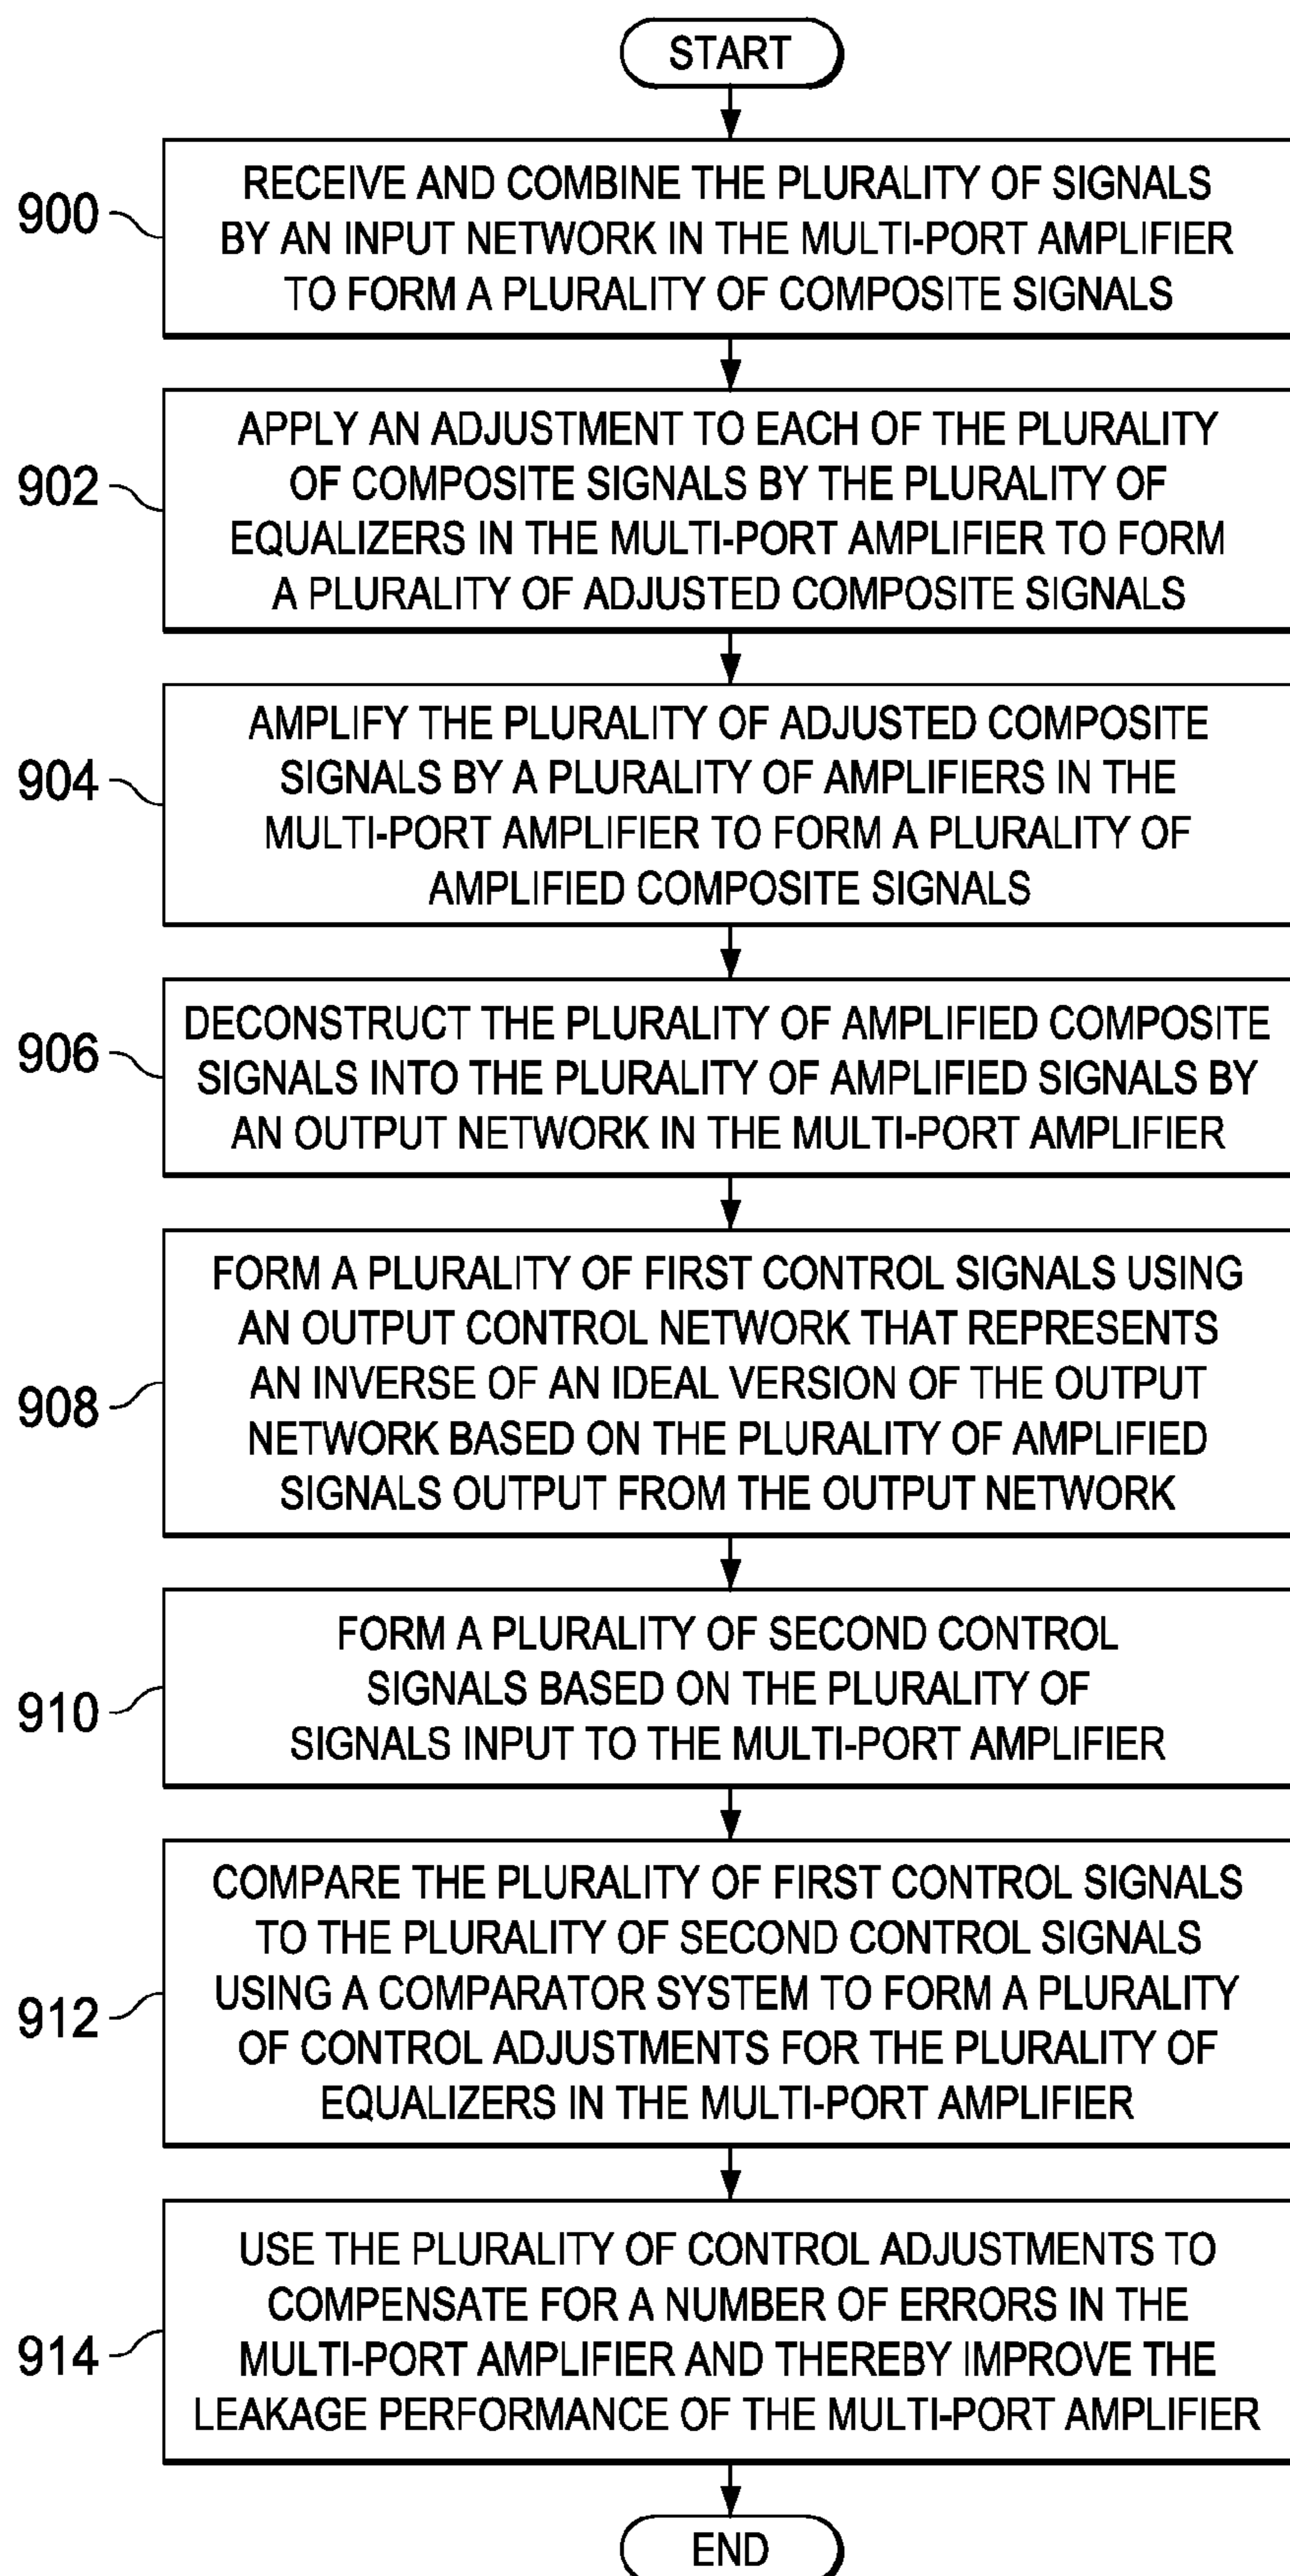 START
900
RECEIVE AND COMBINE THE PLURALITY OF SIGNALS
BY AN INPUT NETWORK IN THE MULTI-PORT AMPLIFIER
TO FORM A PLURALITY OF COMPOSITE SIGNALS
902
APPLY AN ADJUSTMENT TO EACH OF THE PLURALITY
OF COMPOSITE SIGNALS BY THE PLURALITY OF
EQUALIZERS IN THE MULTI-PORT AMPLIFIER TO FORM
A PLURALITY OF ADJUSTED COMPOSITE SIGNALS
904
AMPLIFY THE PLURALITY OF ADJUSTED COMPOSITE
SIGNALS BY A PLURALITY OF AMPLIFIERS IN THE
MULTI-PORT AMPLIFIER TO FORM A PLURALITY OF
AMPLIFIED COMPOSITE SIGNALS
906
DECONSTRUCT THE PLURALITY OF AMPLIFIED COMPOSITE
SIGNALS INTO THE PLURALITY OF AMPLIFIED SIGNALS BY
AN OUTPUT NETWORK IN THE MULTI-PORT AMPLIFIER
908
FORM A PLURALITY OF FIRST CONTROL SIGNALS USING
AN OUTPUT CONTROL NETWORK THAT REPRESENTS
AN INVERSE OF AN IDEAL VERSION OF THE OUTPUT
NETWORK BASED ON THE PLURALITY OF AMPLIFIED
SIGNALS OUTPUT FROM THE OUTPUT NETWORK
910
FORM A PLURALITY OF SECOND CONTROL
SIGNALS BASED ON THE PLURALITY OF
SIGNALS INPUT TO THE MULTI-PORT AMPLIFIER
912
COMPARE THE PLURALITY OF FIRST CONTROL SIGNALS
TO THE PLURALITY OF SECOND CONTROL SIGNALS
USING A COMPARATOR SYSTEM TO FORM A PLURALITY
OF CONTROL ADJUSTMENTS FOR THE PLURALITY OF
EQUALIZERS IN THE MULTI-PORT AMPLIFIER
914
USE THE PLURALITY OF CONTROL ADJUSTMENTS TO
COMPENSATE FOR A NUMBER OF ERRORS IN THE
MULTI-PORT AMPLIFIER AND THEREBY IMPROVE THE
LEAKAGE PERFORMANCE OF THE MULTI-PORT AMPLIFIER
END